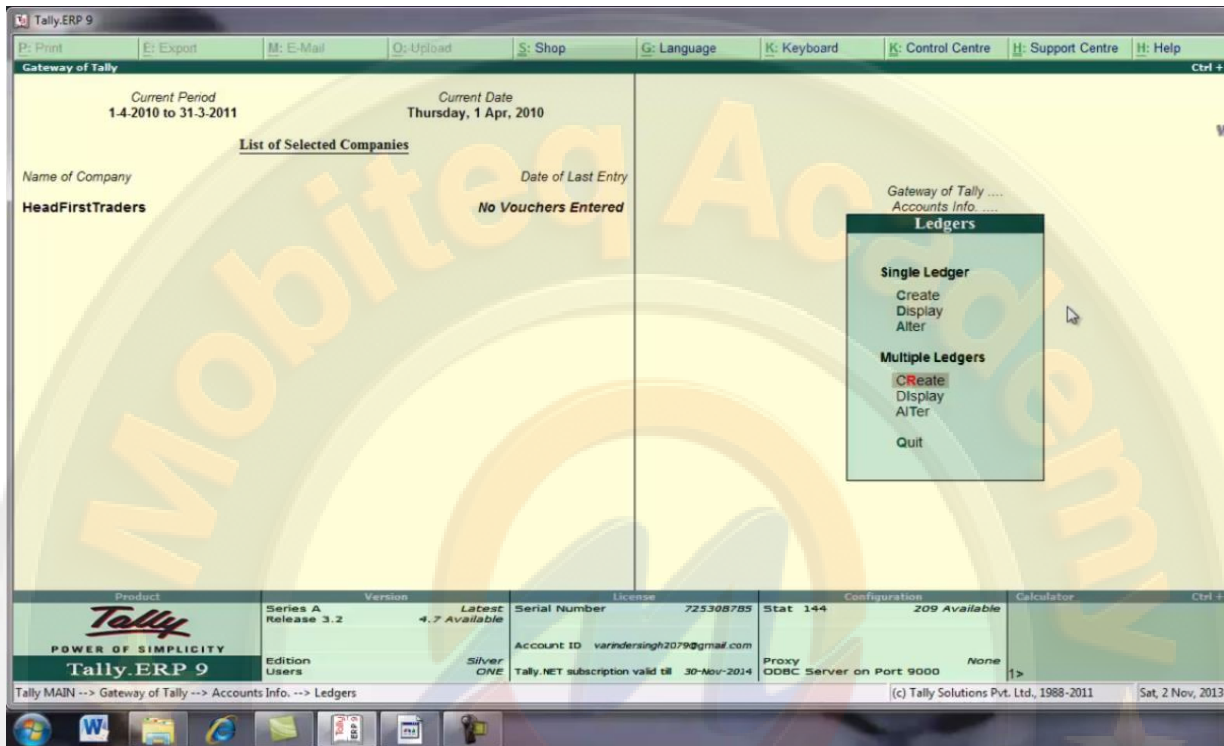 Tally.ERP 9
P: Print E: Export M: E-Mail O: Upload S: Shop G: Language K: Keyboard K: Control Centre H: Support Centre H: Help
Gateway of Tally Ctrl +
Current Period Current Date
1-4-2010 to 31-3-2011 Thursday, 1 Apr, 2010
List of Selected Companies
Name of Company Date of Last Entry
HeadFirstTraders No Vouchers Entered
Gateway of Tally ....
Accounts Info. ....
Ledgers
Single Ledger
Create
Display
Alter
Multiple Ledgers
CReate
DIsplay
AlTer
Quit
Mobiteq Academy
Product Version License Configuration Calculator Ctrl +
Tally
POWER OF SIMPLICITY
Tally.ERP 9
Series A Latest
Release 3.2 4.7 Available
Edition Silver
Users ONE
Serial Number 725308785
Account ID varindersingh2079@gmail.com
Tally.NET subscription valid till 30-Nov-2014
Stat 144 209 Available
Proxy None
ODBC Server on Port 9000
1>
Tally MAIN --> Gateway of Tally --> Accounts Info. --> Ledgers (c) Tally Solutions Pvt. Ltd., 1988-2011 Sat, 2 Nov, 2013